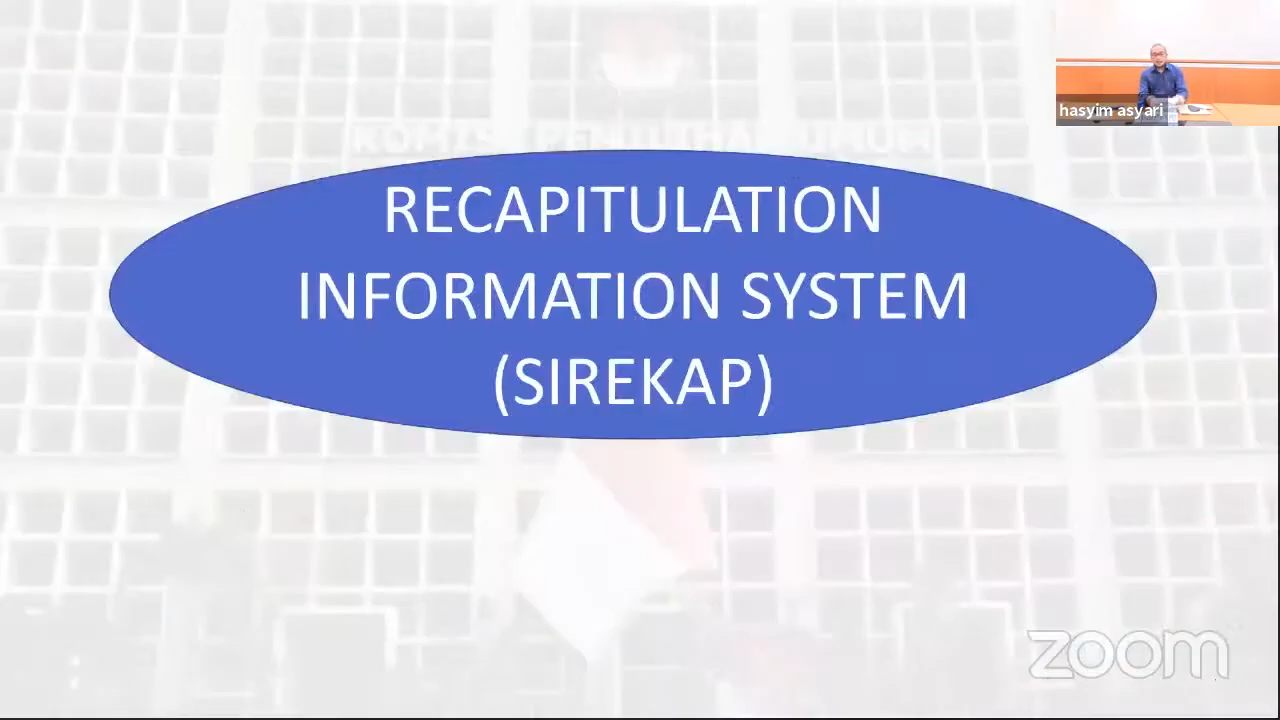 hasyim asyari
RECAPITULATION
INFORMATION SYSTEM
(SIREKAP)
zoom